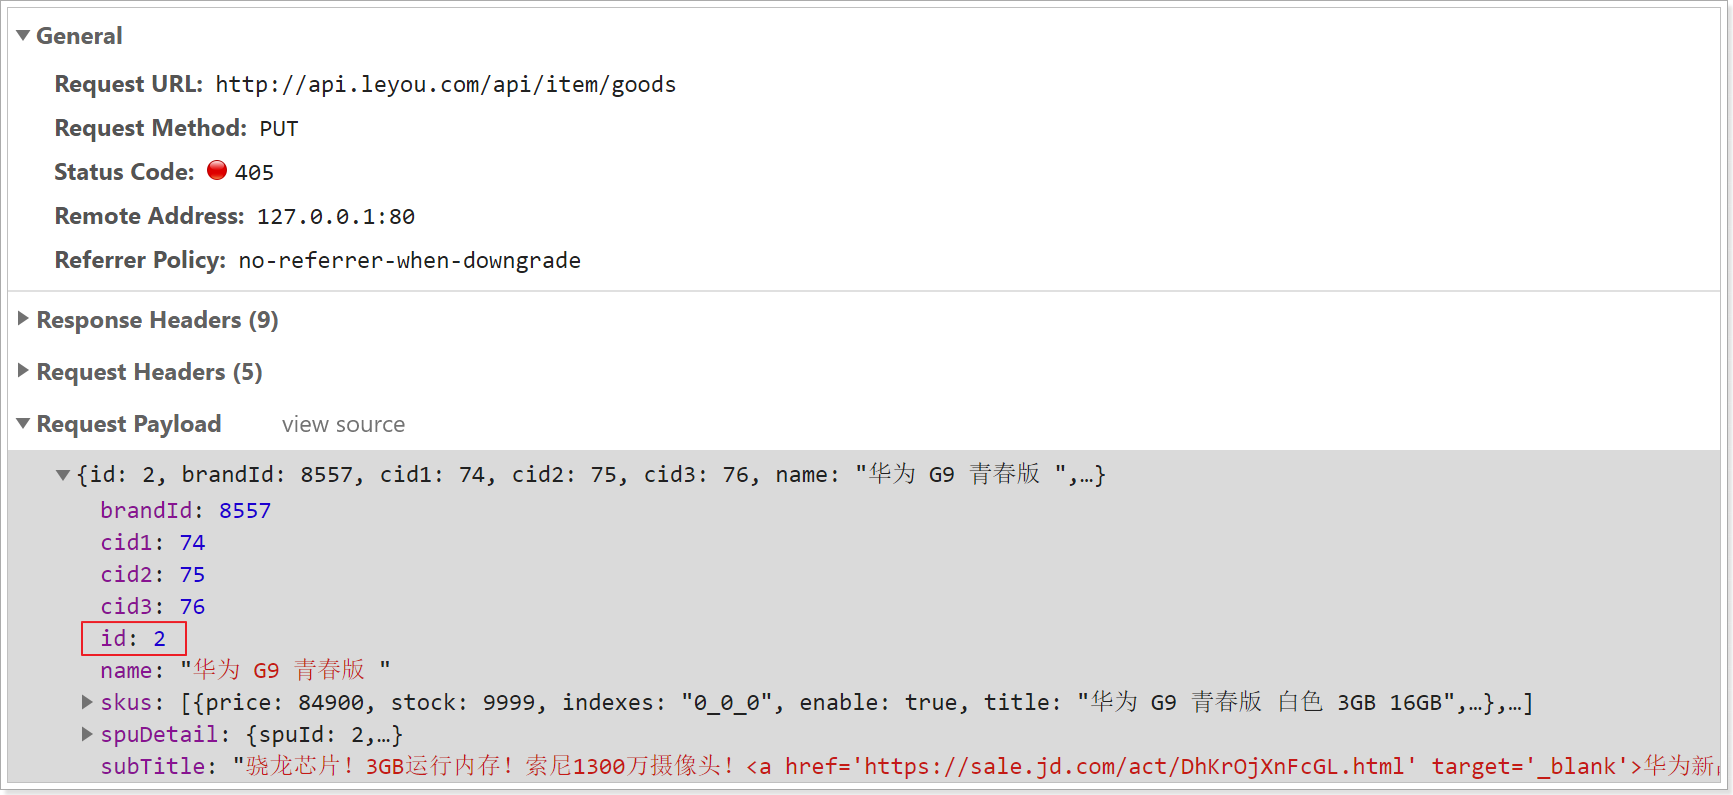 General
Request URL: http://api.leyou.com/api/item/goods
Request Method: PUT
Status Code: 405
Remote Address: 127.0.0.1:80
Referrer Policy: no-referrer-when-downgrade
Response Headers (9)
Request Headers (5)
Request Payload view source
{id: 2, brandId: 8557, cid1: 74, cid2: 75, cid3: 76, name: "华为 G9 青春版 ",…}
brandId: 8557
cid1: 74
cid2: 75
cid3: 76
id: 2
name: "华为 G9 青春版 "
skus: [{price: 84900, stock: 9999, indexes: "0_0_0", enable: true, title: "华为 G9 青春版 白色 3GB 16GB",…},…]
spuDetail: {spuId: 2,…}
subTitle: "骁龙芯片！3GB运行内存！索尼1300万摄像头！<a href='https://sale.jd.com/act/DhKrOjXnFcGL.html' target='_blank'>华为新